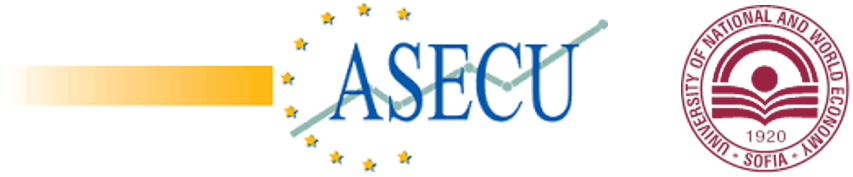 ASECU
UNIVERSITY OF NATIONAL AND WORLD ECONOMY
1920
* SOFIA *